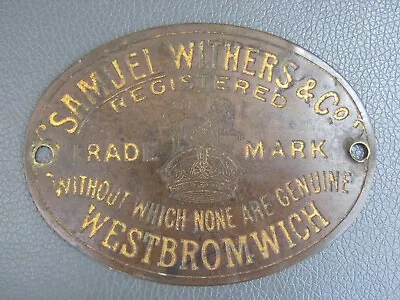 SAMUEL WITHERS & Co
REGISTERED
TRADE MARK
WITHOUT WHICH NONE ARE GENUINE
WESTBROMWICH